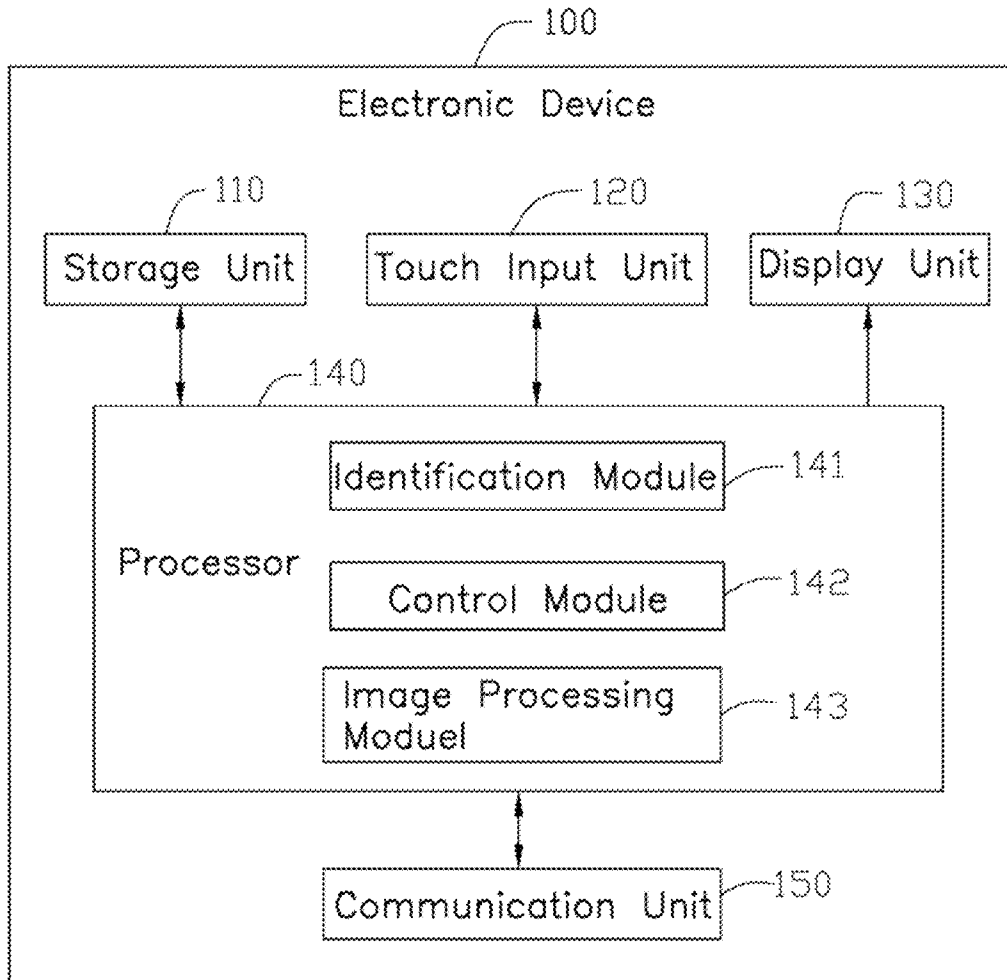 100
Electronic Device
110
120
130
Storage Unit
Touch Input Unit
Display Unit
140
Identification Module
141
Processor
Control Module
142
Image Processing
Moduel
143
Communication Unit
150